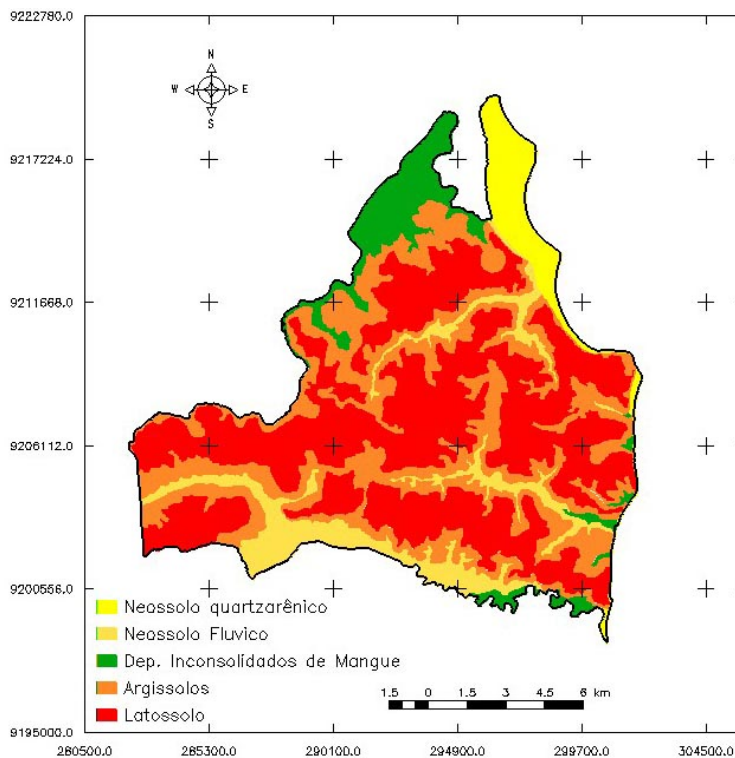 9222780.0
N
W E
S
9217224.0
9211668.0
9206112.0
9200556.0
Neossolo quartzarênico
Neossolo Fluvico
Dep. Inconsolidados de Mangue
Argissolos
Latossolo
1.5 0 1.5 3 4.5 6 km
9195000.0
280500.0 285300.0 290100.0 294900.0 299700.0 304500.0